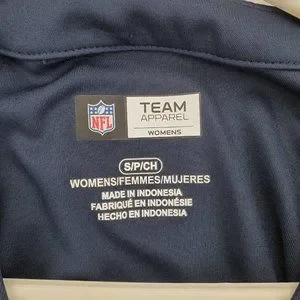 NFL
TEAM
APPAREL
WOMENS
S/P/CH
WOMENS/FEMMES/MUJERES
MADE IN INDONESIA
FABRIQUÉ EN INDONÉSIE
HECHO EN INDONESIA